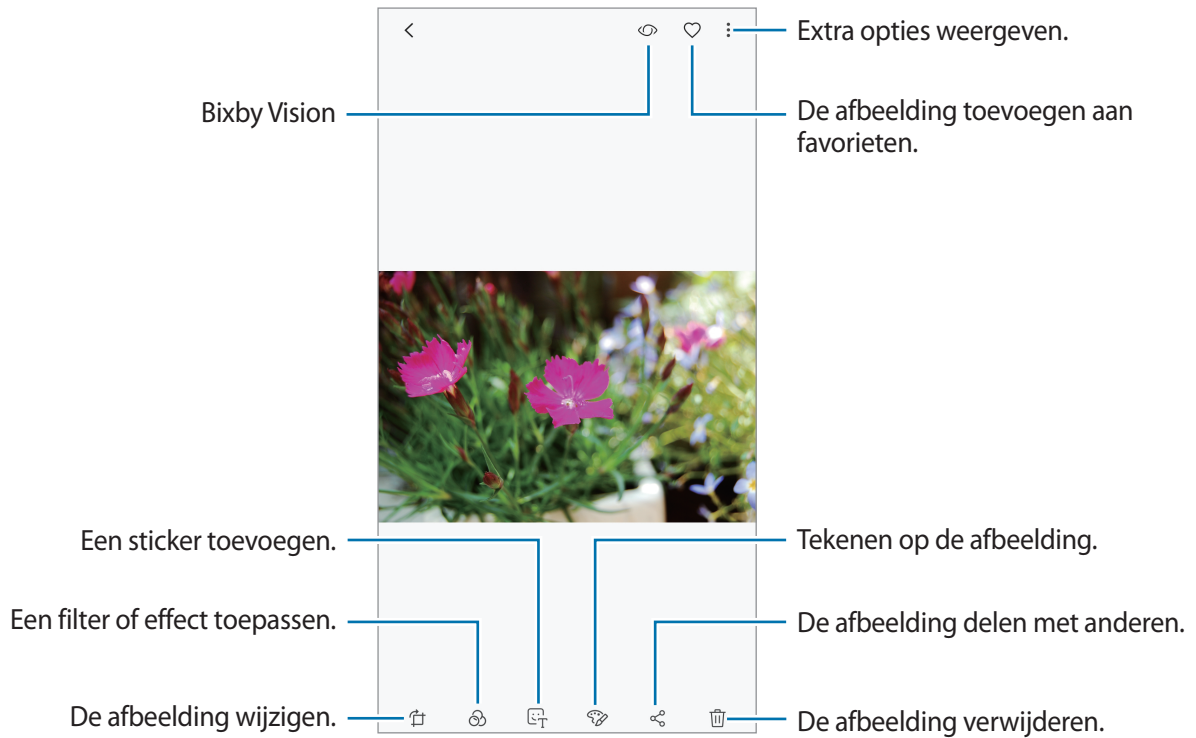 Extra opties weergeven.
Bixby Vision
De afbeelding toevoegen aan
favorieten.
Een sticker toevoegen.
Tekenen op de afbeelding.
Een filter of effect toepassen.
De afbeelding delen met anderen.
De afbeelding wijzigen.
De afbeelding verwijderen.